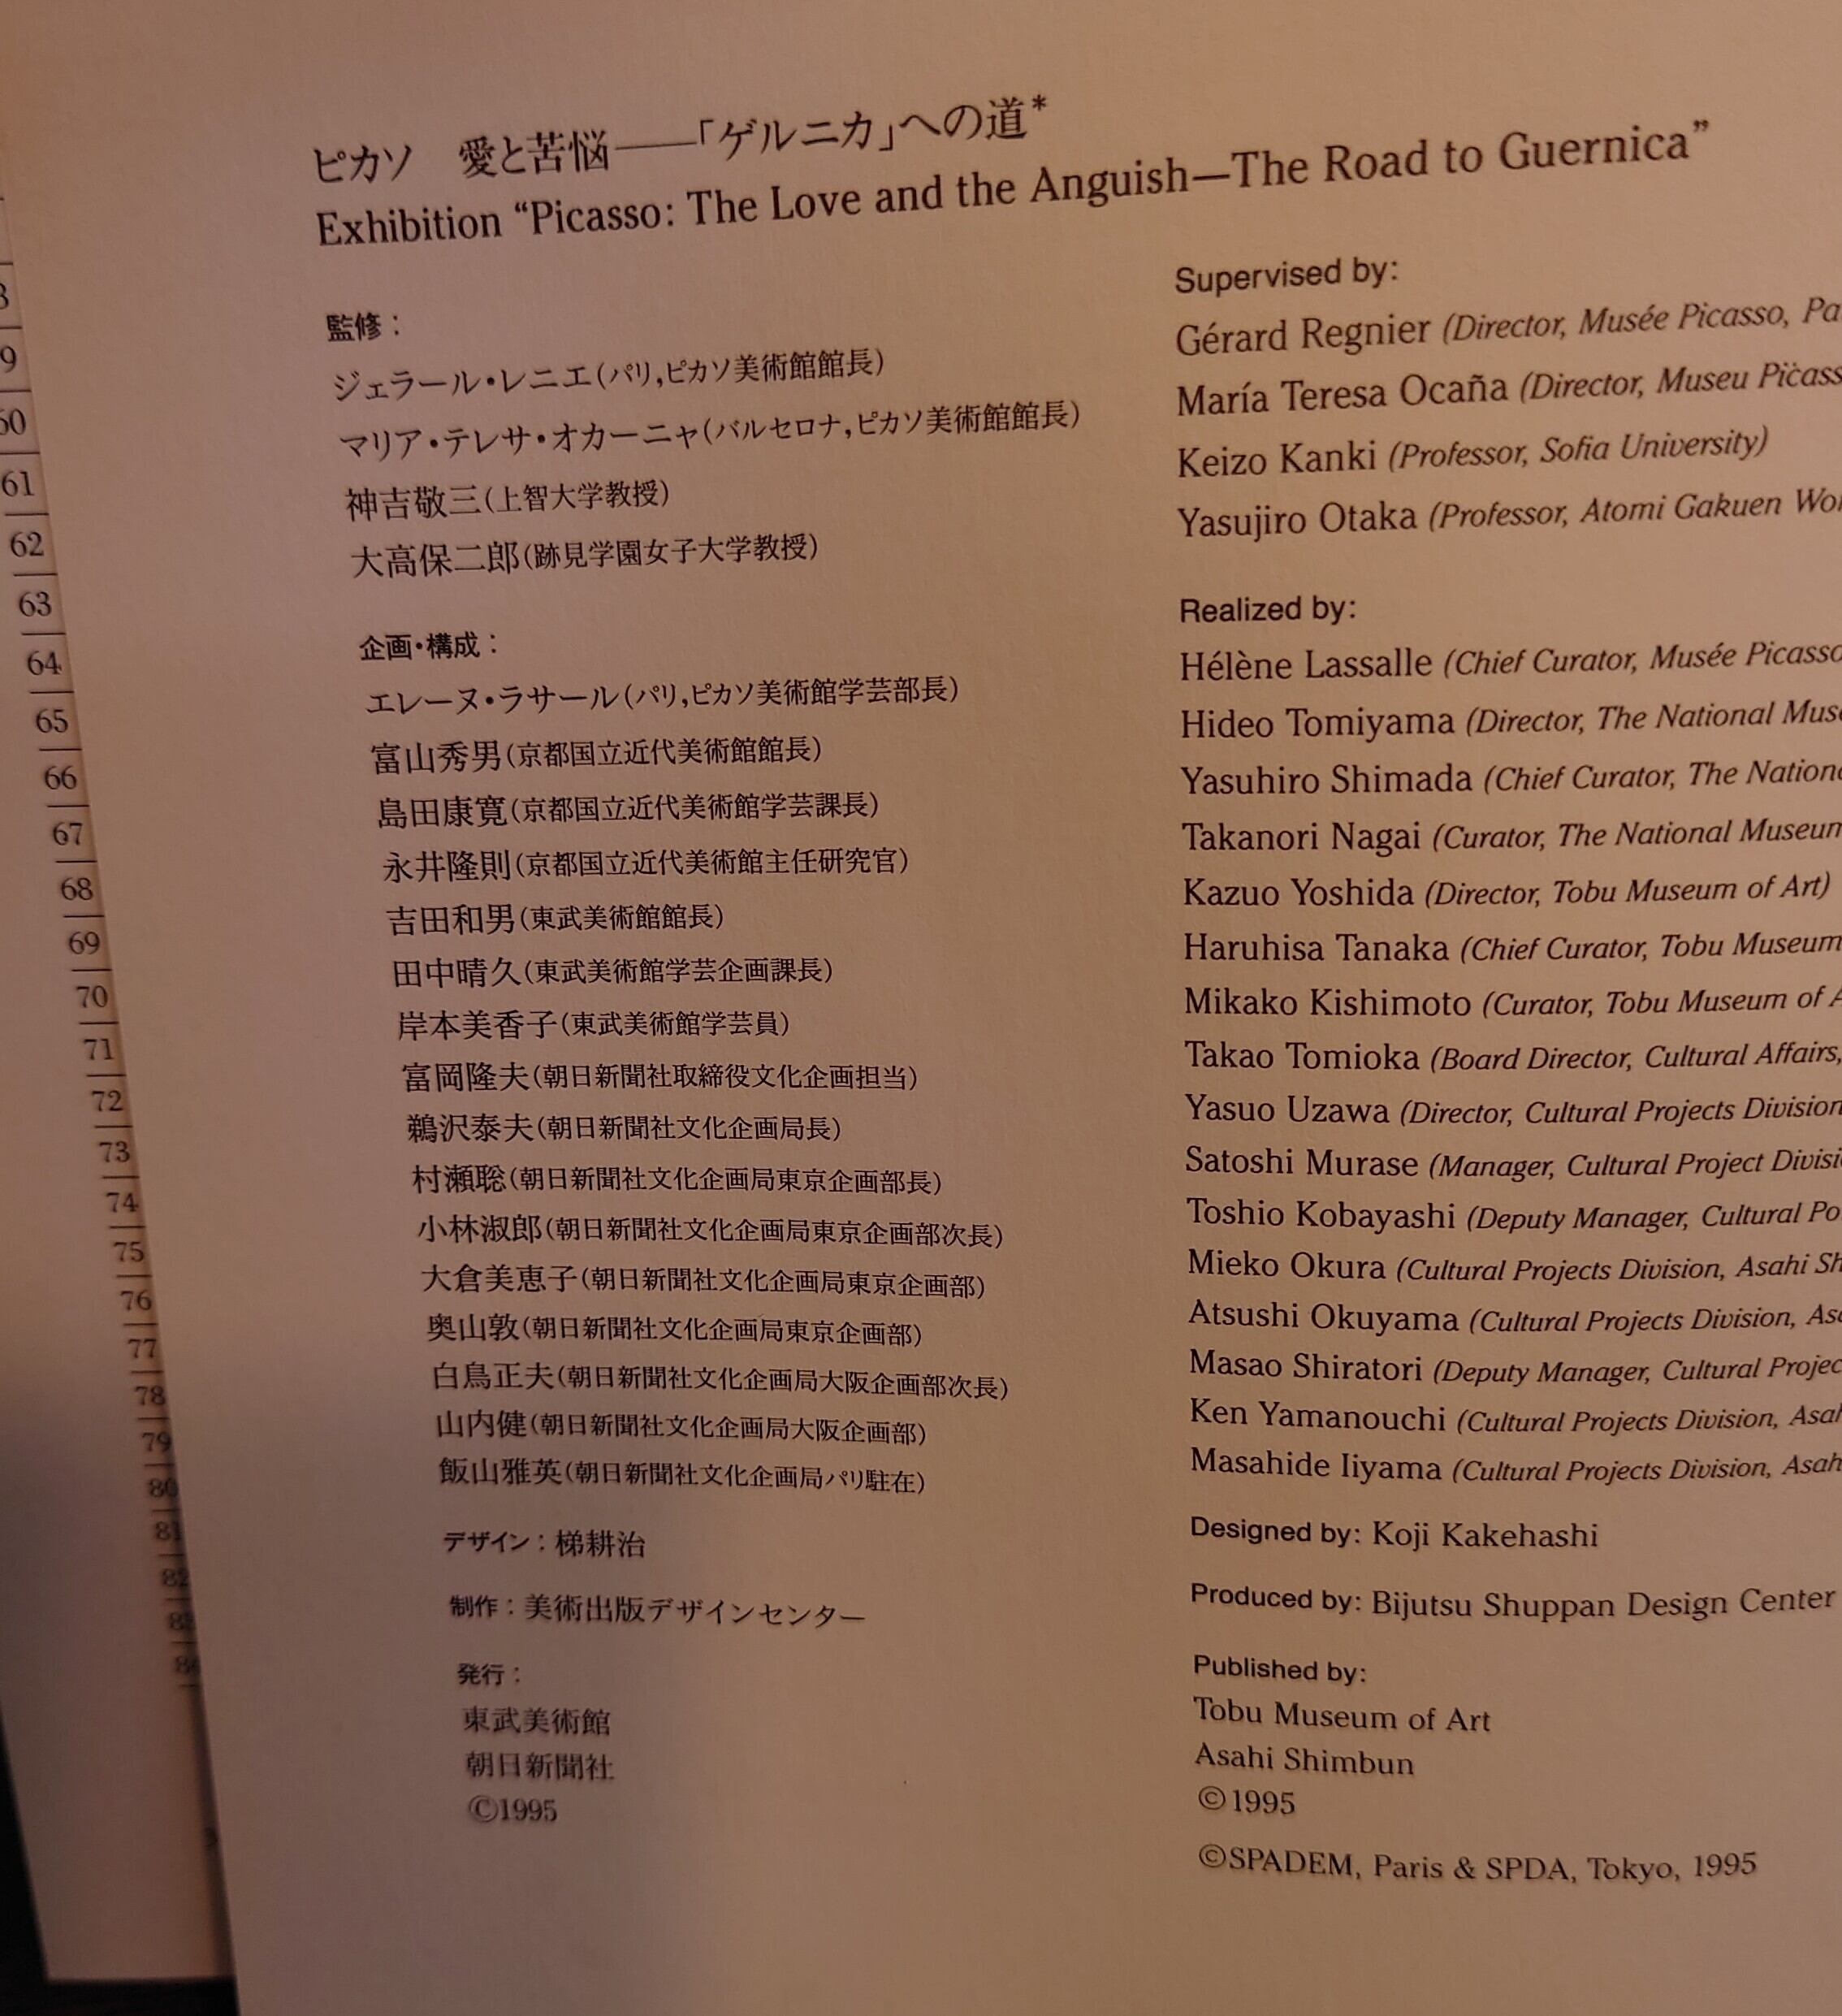 ピカソ 愛と苦悩——「ゲルニカ」への道*
Exhibition “Picasso: The Love and the Anguish—The Road to Guernica”
監修：
ジェラール・レニエ(パリ,ピカソ美術館館長)
マリア・テレサ・オカーニャ(バルセロナ,ピカソ美術館館長)
神吉敬三(上智大学教授)
大高保二郎(跡見学園女子大学教授)
企画・構成：
エレーヌ・ラサール(パリ,ピカソ美術館学芸部長)
富山秀男(京都国立近代美術館館長)
島田康寛(京都国立近代美術館学芸課長)
永井隆則(京都国立近代美術館主任研究官)
吉田和男(東武美術館館長)
田中晴久(東武美術館学芸企画課長)
岸本美香子(東武美術館学芸員)
富岡隆夫(朝日新聞社取締役文化企画担当)
鵜沢泰夫(朝日新聞社文化企画局長)
村瀬聡(朝日新聞社文化企画局東京企画部長)
小林淑郎(朝日新聞社文化企画局東京企画部次長)
大倉美恵子(朝日新聞社文化企画局東京企画部)
奥山敦(朝日新聞社文化企画局東京企画部)
白鳥正夫(朝日新聞社文化企画局大阪企画部次長)
山内健(朝日新聞社文化企画局大阪企画部)
飯山雅英(朝日新聞社文化企画局パリ駐在)
デザイン：梯耕治
制作：美術出版デザインセンター
発行：
東武美術館
朝日新聞社
©1995
Supervised by:
Gérard Regnier (Director, Musée Picasso,
María Teresa Ocaña (Director, Museu
Keizo Kanki (Professor, Sofia University)
Yasujiro Otaka (Professor, Atomi Gakuen
Realized by:
Hélène Lassalle (Chief Curator, Musée Picasso
Hideo Tomiyama (Director, The National
Yasuhiro Shimada (Chief Curator, The
Takanori Nagai (Curator, The National Museum
Kazuo Yoshida (Director, Tobu Museum of Art)
Haruhisa Tanaka (Chief Curator, Tobu Museum
Mikako Kishimoto (Curator, Tobu Museum of
Takao Tomioka (Board Director, Cultural Affairs,
Yasuo Uzawa (Director, Cultural Projects Division
Satoshi Murase (Manager, Cultural Project
Toshio Kobayashi (Deputy Manager, Cultural
Mieko Okura (Cultural Projects Division, Asahi
Atsushi Okuyama (Cultural Projects Division,
Masao Shiratori (Deputy Manager, Cultural
Ken Yamanouchi (Cultural Projects Division,
Masahide Iiyama (Cultural Projects Division,
Designed by: Koji Kakehashi
Produced by: Bijutsu Shuppan Design Center
Published by:
Tobu Museum of Art
Asahi Shimbun
©1995
©SPADEM, Paris & SPDA, Tokyo, 1995
61
62
63
64
65
66
67
68
69
70
71
72
73
74
75
76
77
78
79
80
81